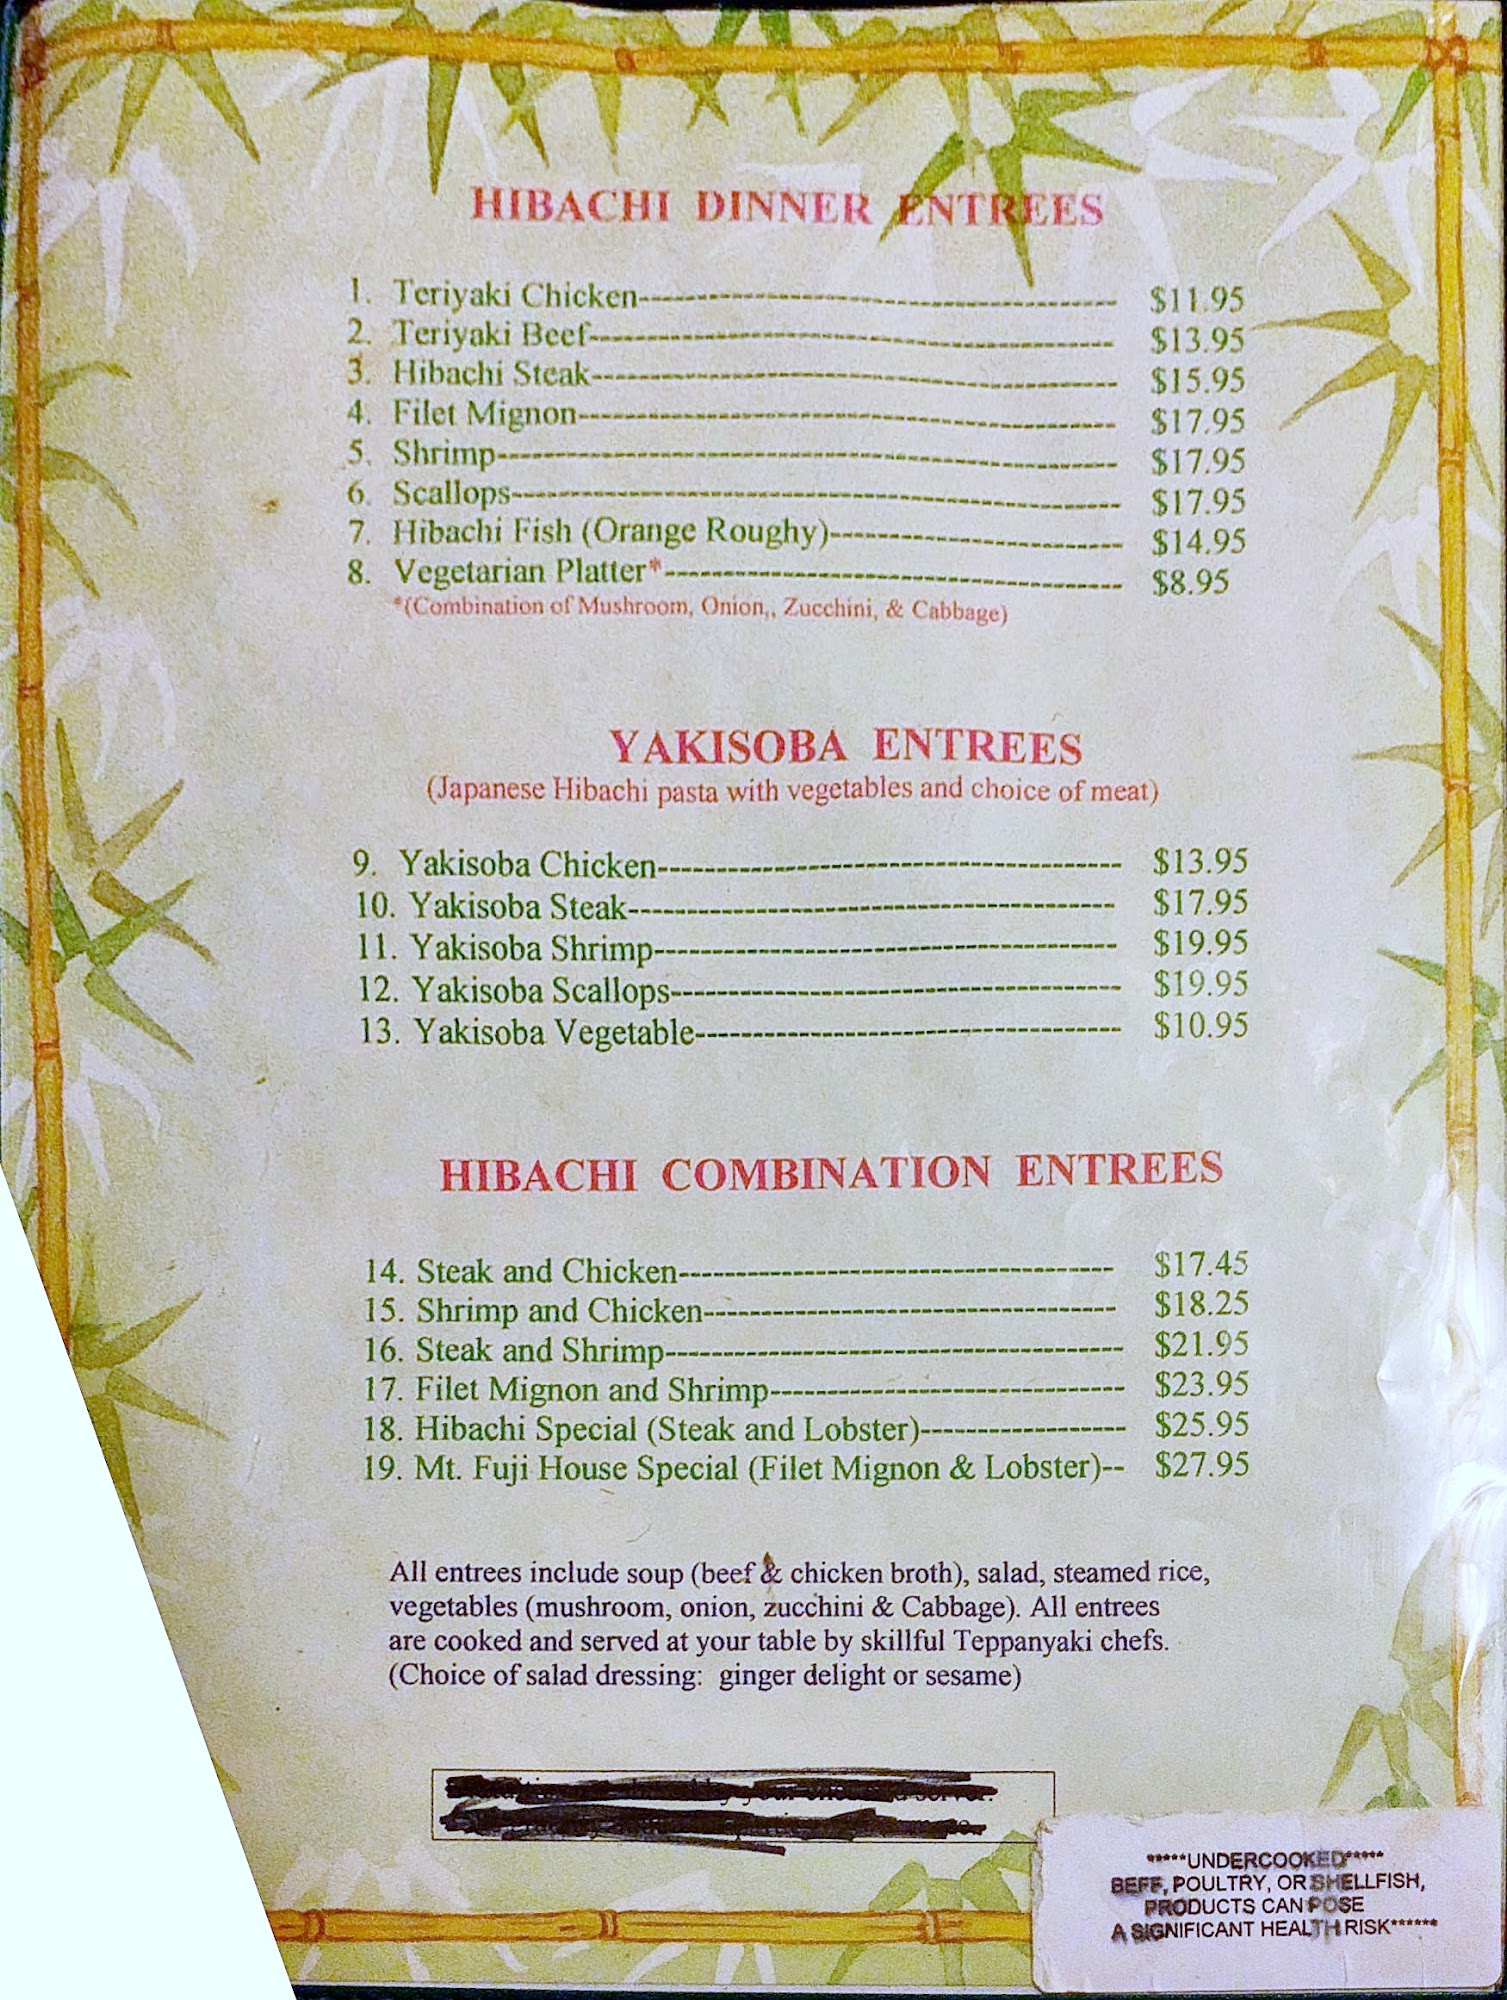 HIBACHI DINNER ENTREES
1. Teriyaki Chicken----------------------------------------- $11.95
2. Teriyaki Beef--------------------------------------------- $13.95
3. Hibachi Steak--------------------------------------------- $15.95
4. Filet Mignon---------------------------------------------- $17.95
5. Shrimp---------------------------------------------------- $17.95
6. Scallops-------------------------------------------------- $17.95
7. Hibachi Fish (Orange Roughy)------------------------- $14.95
8. Vegetarian Platter*--------------------------------------- $8.95
*(Combination of Mushroom, Onion,, Zucchini, & Cabbage)
YAKISOBA ENTREES
(Japanese Hibachi pasta with vegetables and choice of meat)
9. Yakisoba Chicken---------------------------------------- $13.95
10. Yakisoba Steak------------------------------------------ $17.95
11. Yakisoba Shrimp---------------------------------------- $19.95
12. Yakisoba Scallops--------------------------------------- $19.95
13. Yakisoba Vegetable------------------------------------- $10.95
HIBACHI COMBINATION ENTREES
14. Steak and Chicken-------------------------------------- $17.45
15. Shrimp and Chicken------------------------------------ $18.25
16. Steak and Shrimp---------------------------------------- $21.95
17. Filet Mignon and Shrimp------------------------------- $23.95
18. Hibachi Special (Steak and Lobster)------------------ $25.95
19. Mt. Fuji House Special (Filet Mignon & Lobster)-- $27.95
All entrees include soup (beef & chicken broth), salad, steamed rice,
vegetables (mushroom, onion, zucchini & Cabbage). All entrees
are cooked and served at your table by skillful Teppanyaki chefs.
(Choice of salad dressing: ginger delight or sesame)
*****UNDERCOOKED*****
BEFF, POULTRY, OR SHELLFISH,
PRODUCTS CAN POSE
A SIGNIFICANT HEALTH RISK******